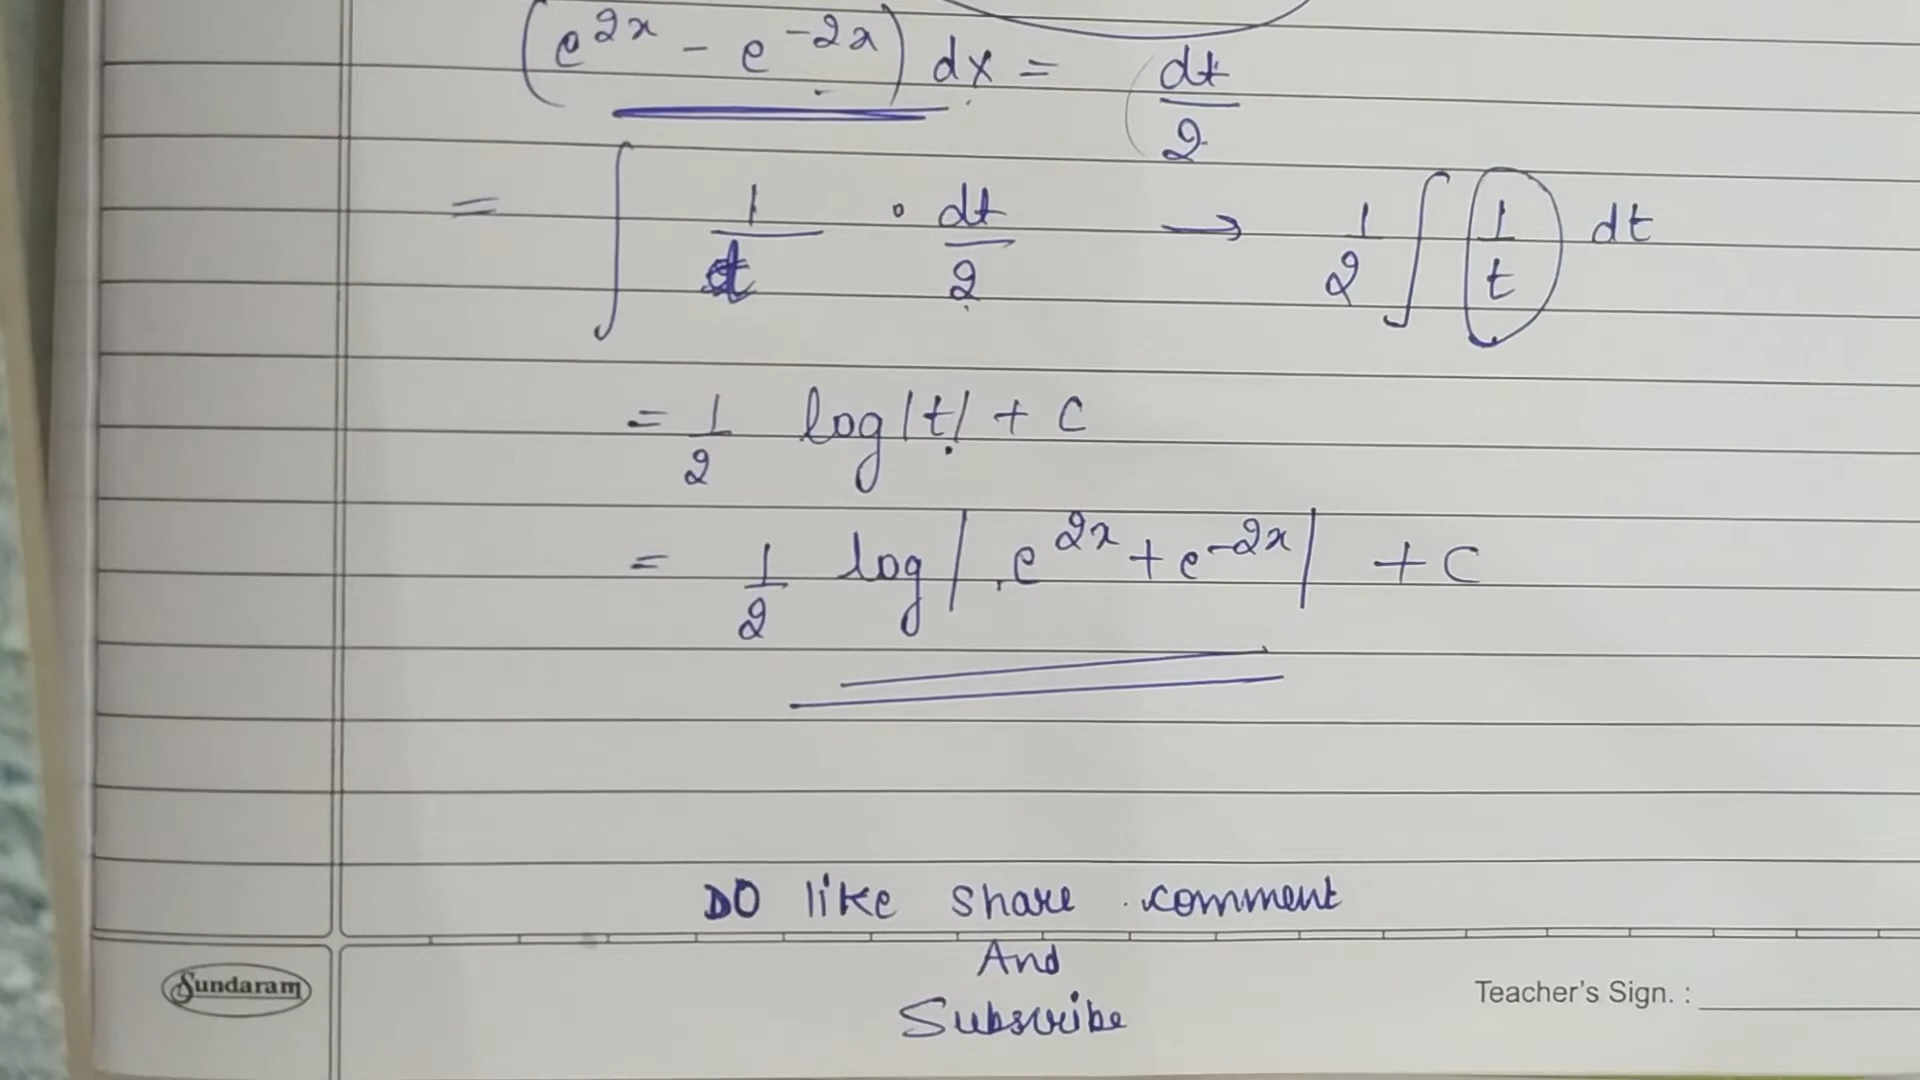 (e^{2x} - e^{-2x}) dx = dt/2
= ∫ 1/t · dt/2 → 1/2 ∫ (1/t) dt
= 1/2 log|t| + c
= 1/2 log|e^{2x} + e^{-2x}| + c
DO like share comment
And
Subscribe
Sundaram
Teacher's Sign. :